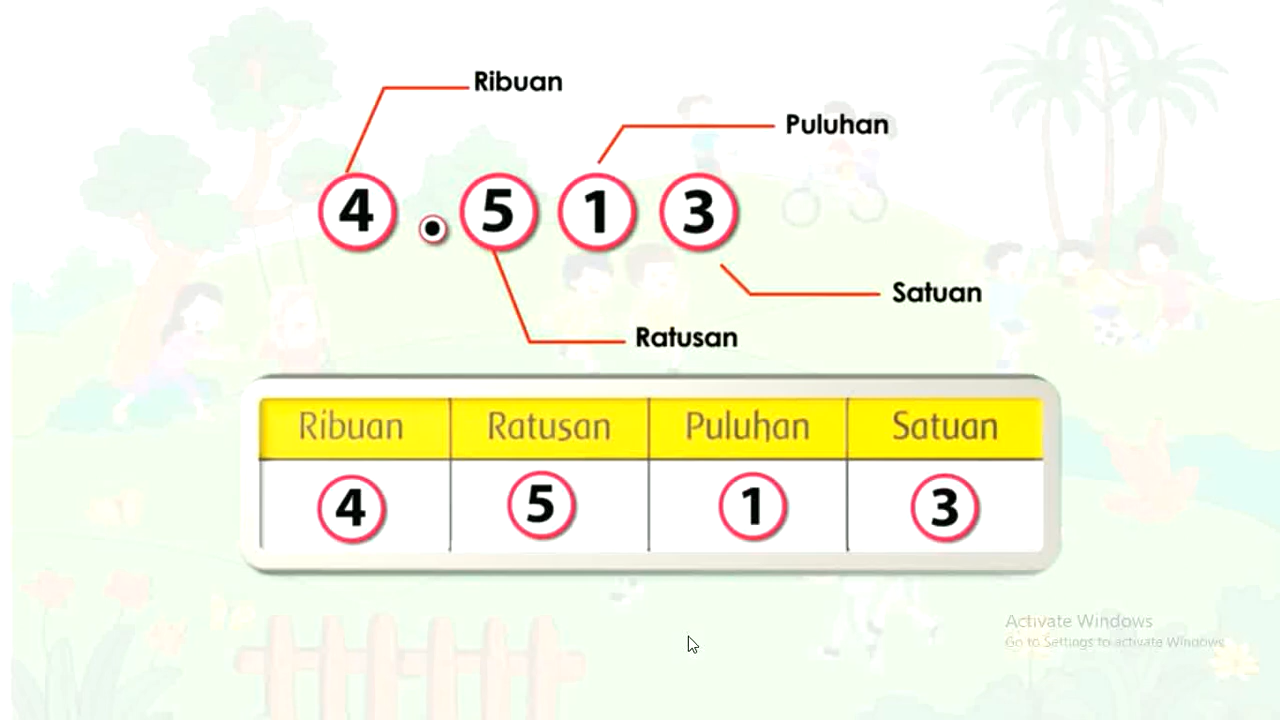 Ribuan
Puluhan
4.513
Satuan
Ratusan
Ribuan Ratusan Puluhan Satuan
4 5 1 3
Activate Windows
Go to Settings to activate Windows.